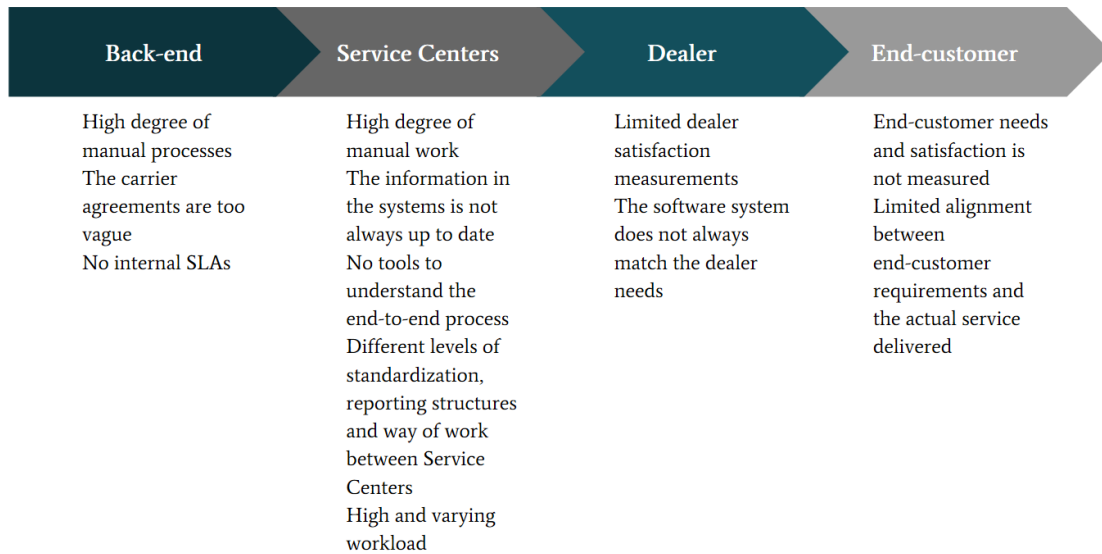 Back-end
Service Centers
Dealer
End-customer
High degree of
manual processes
The carrier
agreements are too
vague
No internal SLAs
High degree of
manual work
The information in
the systems is not
always up to date
No tools to
understand the
end-to-end process
Different levels of
standardization,
reporting structures
and way of work
between Service
Centers
High and varying
workload
Limited dealer
satisfaction
measurements
The software system
does not always
match the dealer
needs
End-customer needs
and satisfaction is
not measured
Limited alignment
between
end-customer
requirements and
the actual service
delivered